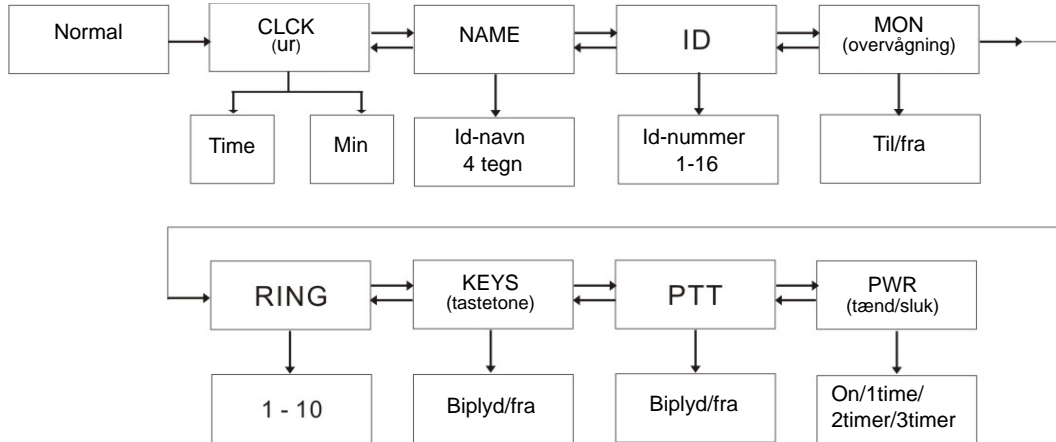 Normal
CLCK
(ur)
NAME
ID
MON
(overvågning)
Time
Min
Id-navn
4 tegn
Id-nummer
1-16
Til/fra
RING
KEYS
(tastetone)
PTT
PWR
(tænd/sluk)
1 - 10
Biplyd/fra
Biplyd/fra
On/1time/
2timer/3timer